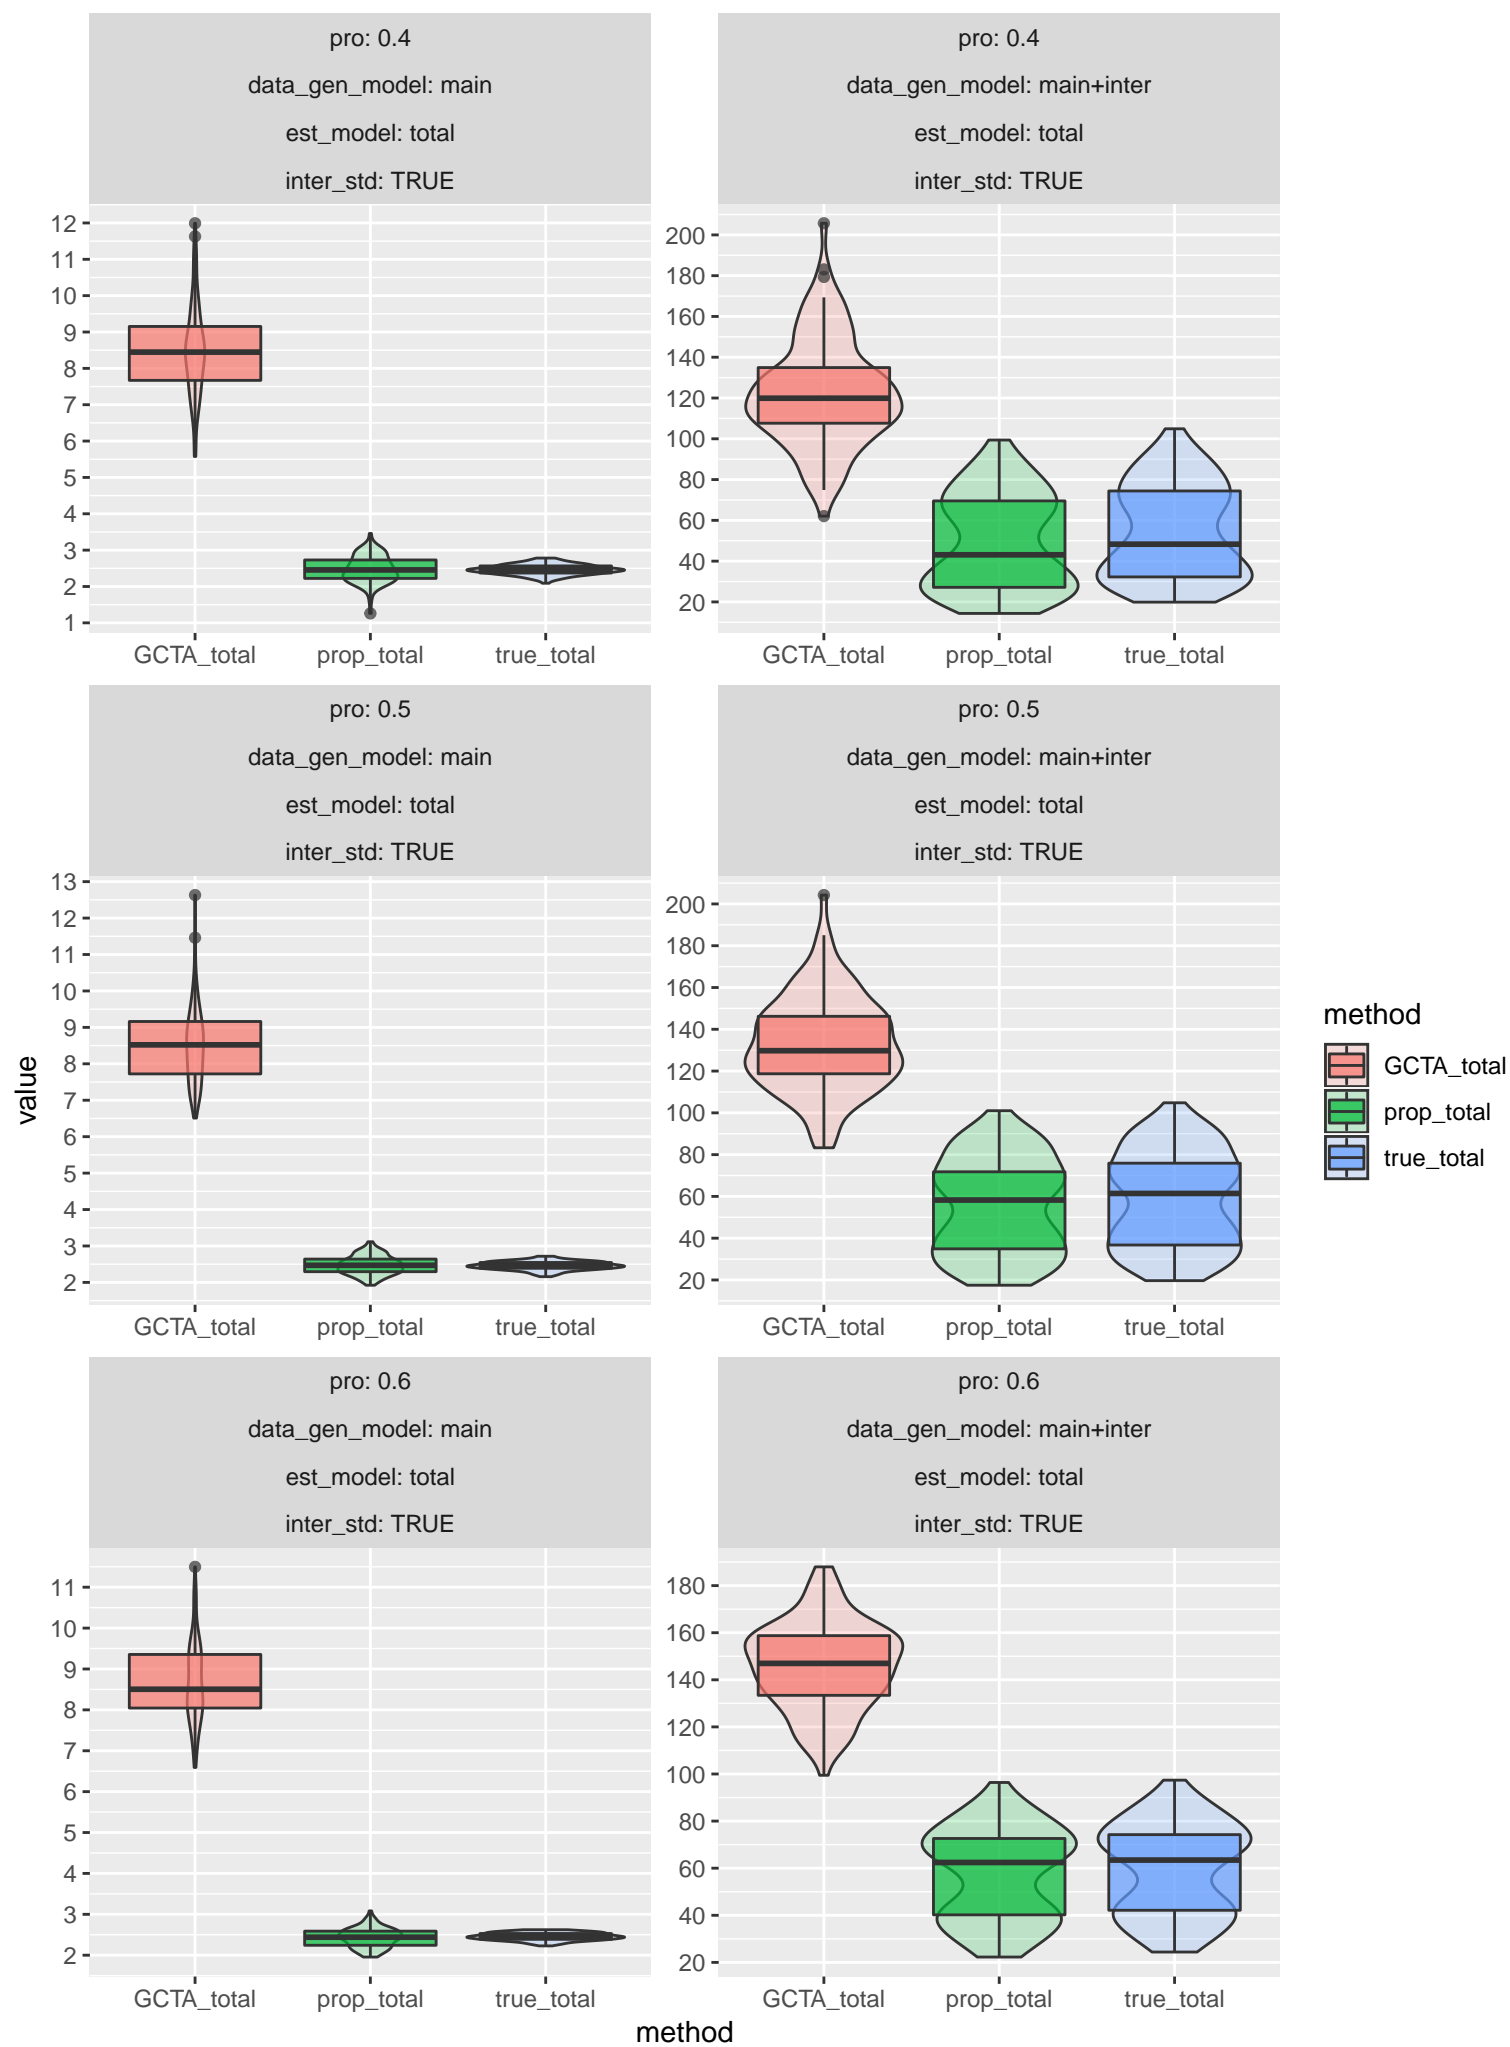 pro: 0.4
data_gen_model: main
est_model: total
inter_std: TRUE
12
11
10
9
8
7
6
5
4
3
2
1
GCTA_total prop_total true_total
pro: 0.4
data_gen_model: main+inter
est_model: total
inter_std: TRUE
200
180
160
140
120
100
80
60
40
20
GCTA_total prop_total true_total
pro: 0.5
data_gen_model: main
est_model: total
inter_std: TRUE
13
12
11
10
9
8
7
6
5
4
3
2
GCTA_total prop_total true_total
pro: 0.5
data_gen_model: main+inter
est_model: total
inter_std: TRUE
200
180
160
140
120
100
80
60
40
20
GCTA_total prop_total true_total
pro: 0.6
data_gen_model: main
est_model: total
inter_std: TRUE
11
10
9
8
7
6
5
4
3
2
GCTA_total prop_total true_total
pro: 0.6
data_gen_model: main+inter
est_model: total
inter_std: TRUE
180
160
140
120
100
80
60
40
20
GCTA_total prop_total true_total
value
method
method
GCTA_total
prop_total
true_total